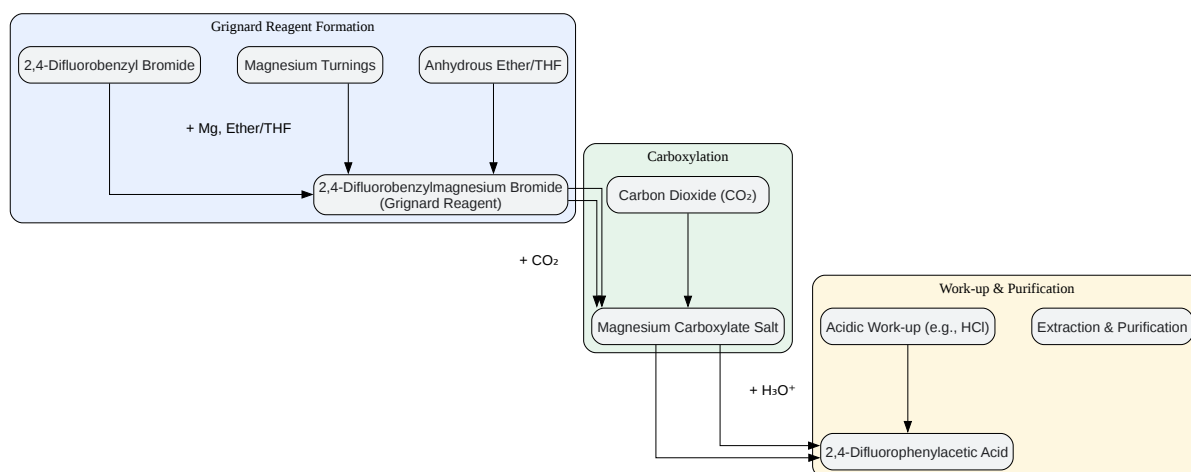 Grignard Reagent Formation
2,4-Difluorobenzyl Bromide
Magnesium Turnings
Anhydrous Ether/THF
+ Mg, Ether/THF
2,4-Difluorobenzylmagnesium Bromide
(Grignard Reagent)
Carboxylation
Carbon Dioxide (CO₂)
+ CO₂
Magnesium Carboxylate Salt
Work-up & Purification
Acidic Work-up (e.g., HCl)
Extraction & Purification
+ H₃O⁺
2,4-Difluorophenylacetic Acid